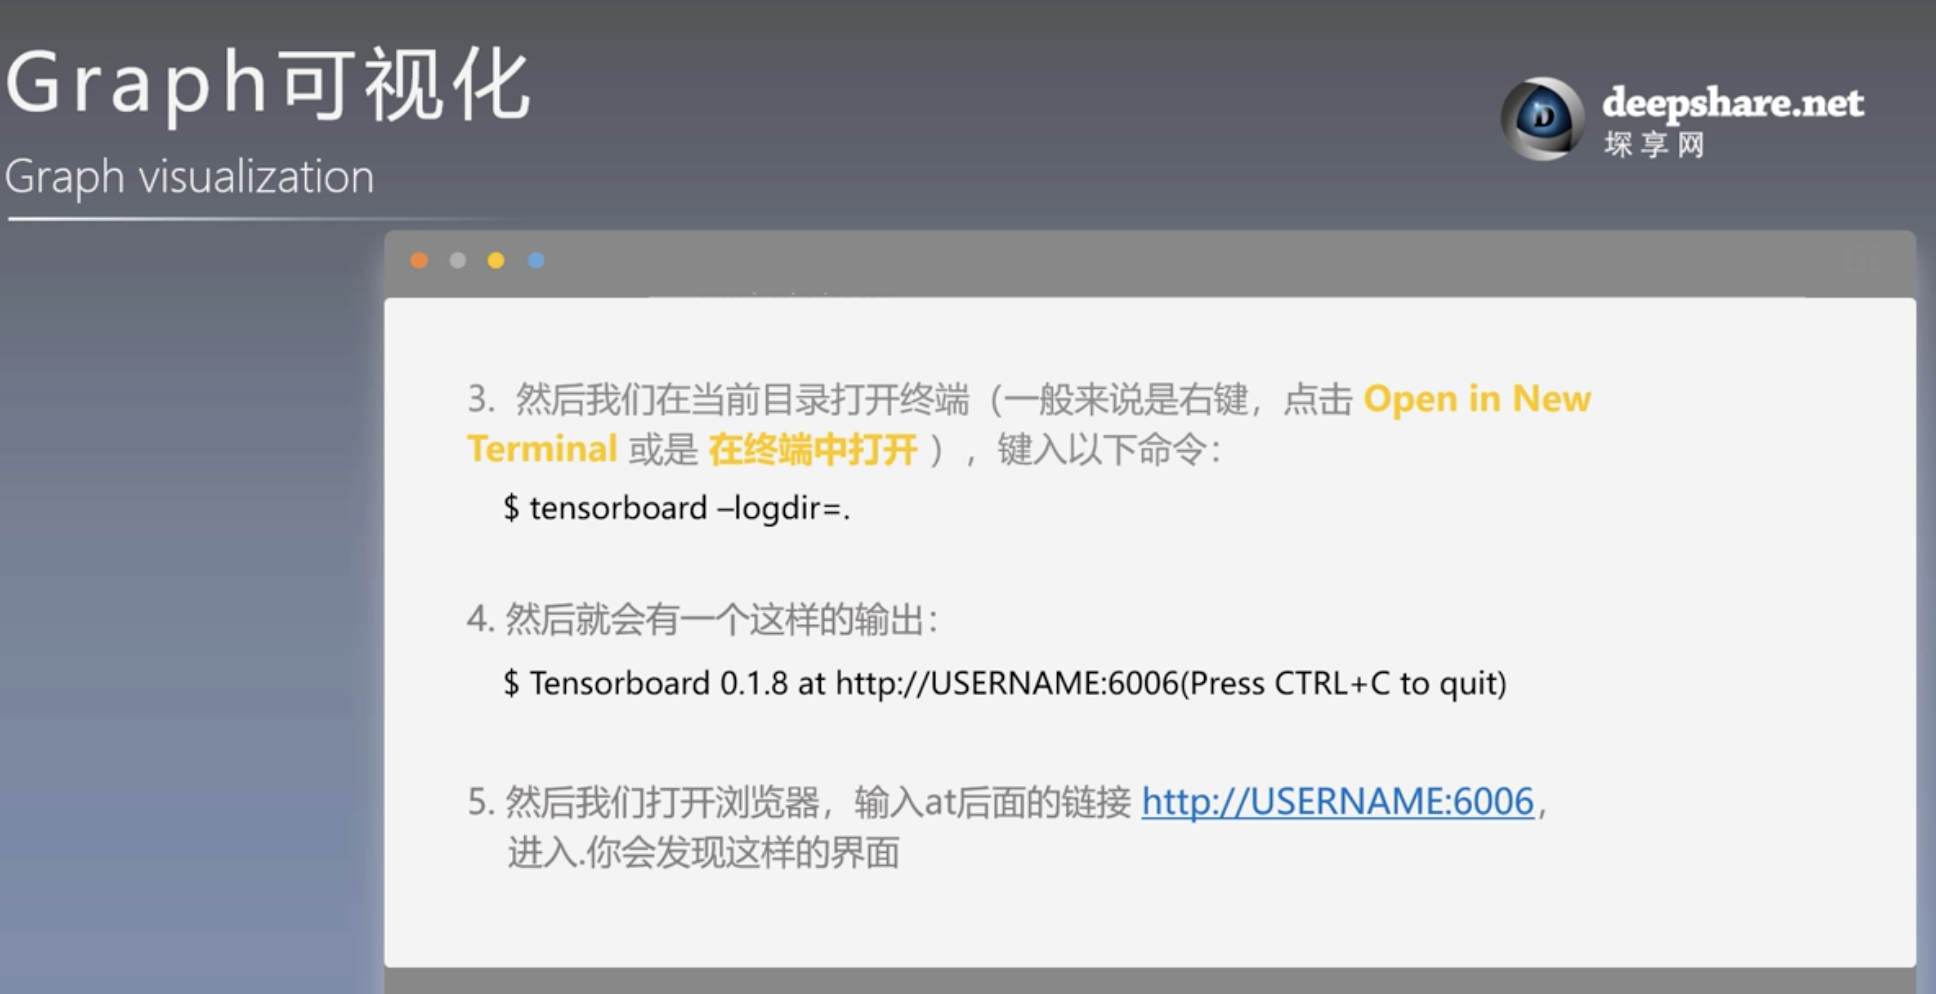 Graph可视化
Graph visualization
deepshare.net
琛享网
3. 然后我们在当前目录打开终端（一般来说是右键，点击 Open in New
Terminal 或是 在终端中打开 ），键入以下命令：
$ tensorboard –logdir=.
4. 然后就会有一个这样的输出：
$ Tensorboard 0.1.8 at http://USERNAME:6006(Press CTRL+C to quit)
5. 然后我们打开浏览器，输入at后面的链接 http://USERNAME:6006，
进入.你会发现这样的界面